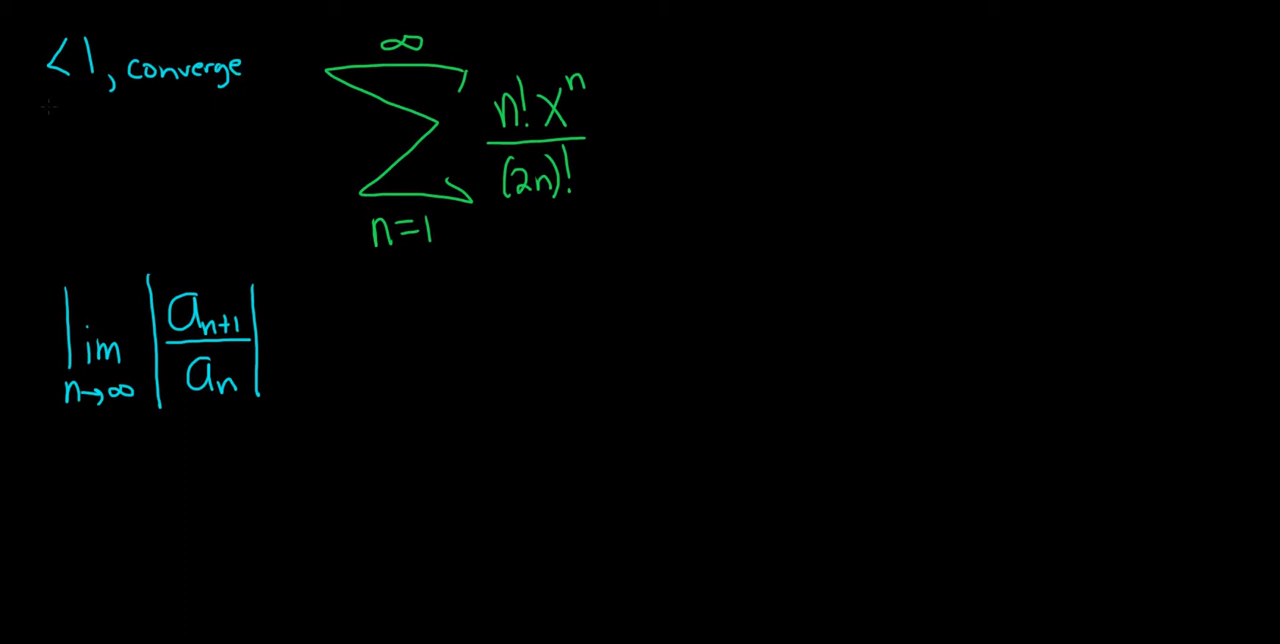 <1, converge
∞
Σ n! xⁿ / (2n)!
n=1
lim |aₙ₊₁ / aₙ|
n→∞